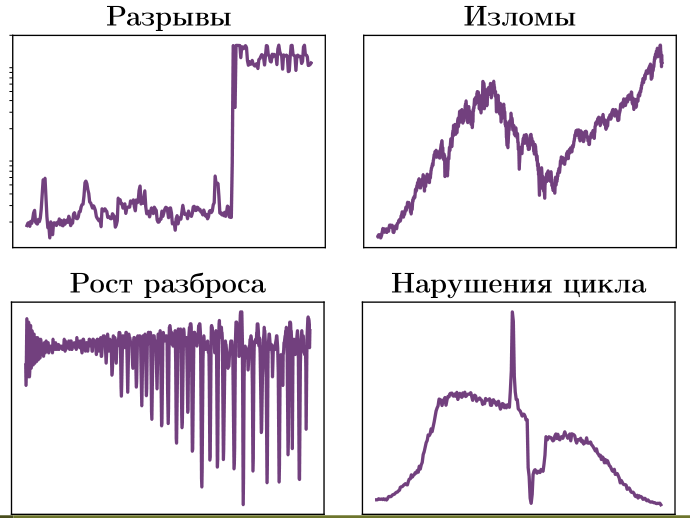 Разрывы
Изломы
Рост разброса
Нарушения цикла